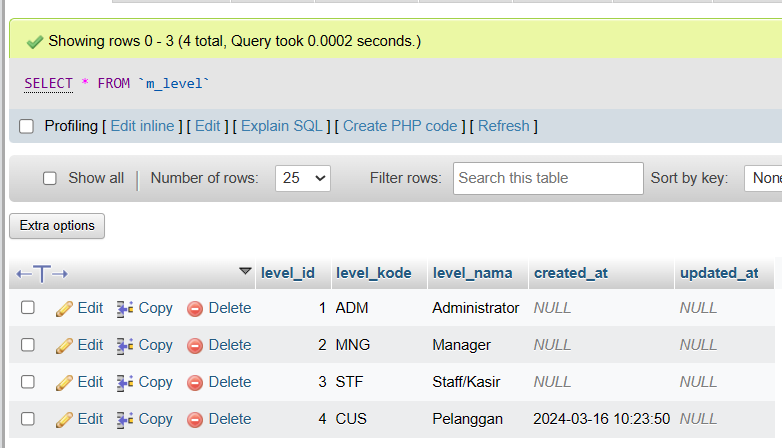 Showing rows 0 - 3 (4 total, Query took 0.0002 seconds.)
SELECT * FROM `m_level`
Profiling [ Edit inline ] [ Edit ] [ Explain SQL ] [ Create PHP code ] [ Refresh ]
Show all | Number of rows: 25 Filter rows: Search this table Sort by key: None
Extra options
←T→ level_id level_kode level_nama created_at updated_at
Edit Copy Delete 1 ADM Administrator NULL NULL
Edit Copy Delete 2 MNG Manager NULL NULL
Edit Copy Delete 3 STF Staff/Kasir NULL NULL
Edit Copy Delete 4 CUS Pelanggan 2024-03-16 10:23:50 NULL